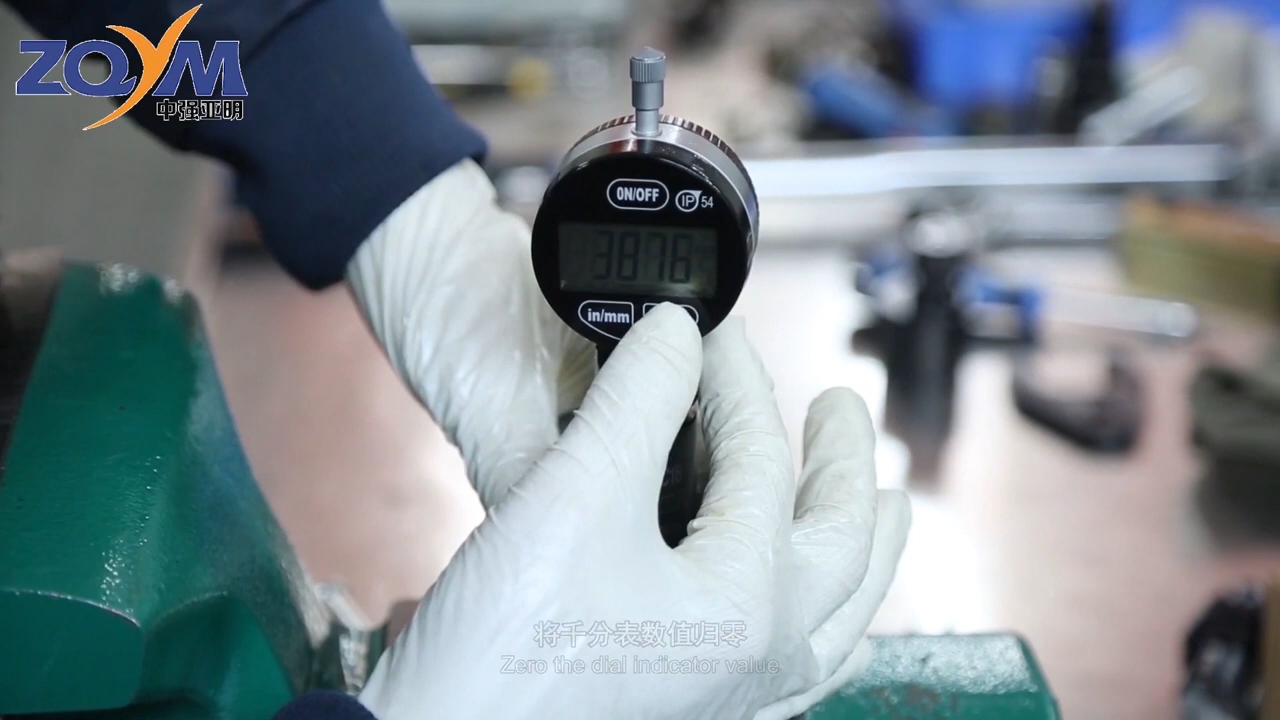 ZQYM
中强亚明
ON/OFF
IP54
3876
in/mm
将千分表数值归零
Zero the dial indicator value